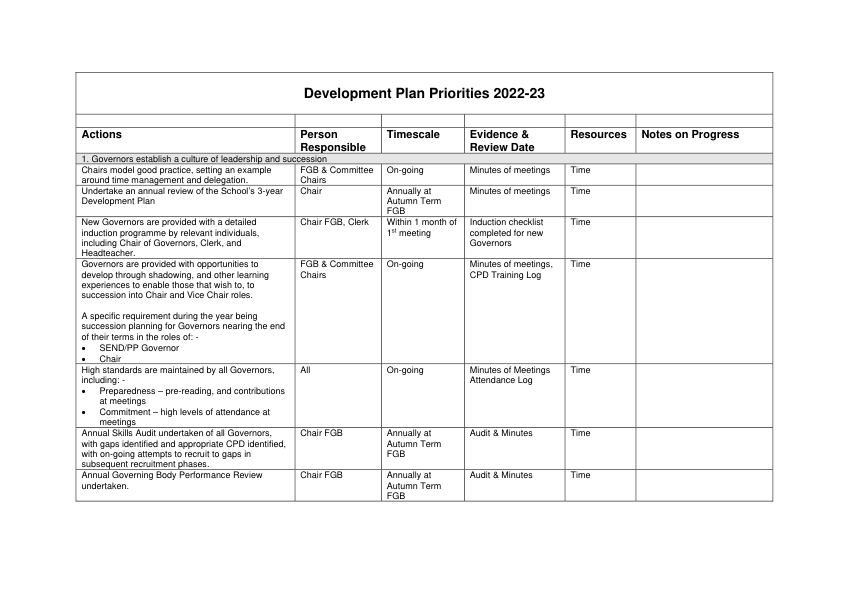 Development Plan Priorities 2022-23
Actions
Person
Responsible
Timescale
Evidence &
Review Date
Resources
Notes on Progress
1. Governors establish a culture of leadership and succession
Chairs model good practice, setting an example
around time management and delegation.
FGB & Committee
Chairs
On-going
Minutes of meetings
Time
Undertake an annual review of the School's 3-year
Development Plan
Chair
Annually at
Autumn Term
FGB
Minutes of meetings
Time
New Governors are provided with a detailed
induction programme by relevant individuals,
including Chair of Governors, Clerk, and
Headteacher.
Chair FGB, Clerk
Within 1 month of
1st meeting
Induction checklist
completed for new
Governors
Time
Governors are provided with opportunities to
develop through shadowing, and other learning
experiences to enable those that wish to, to
succession into Chair and Vice Chair roles.
A specific requirement during the year being
succession planning for Governors nearing the end
of their terms in the roles of: -
• SEND/PP Governor
• Chair
FGB & Committee
Chairs
On-going
Minutes of meetings,
CPD Training Log
Time
High standards are maintained by all Governors,
including: -
• Preparedness – pre-reading, and contributions
at meetings
• Commitment – high levels of attendance at
meetings
All
On-going
Minutes of Meetings
Attendance Log
Time
Annual Skills Audit undertaken of all Governors,
with gaps identified and appropriate CPD identified,
with on-going attempts to recruit to gaps in
subsequent recruitment phases.
Chair FGB
Annually at
Autumn Term
FGB
Audit & Minutes
Time
Annual Governing Body Performance Review
undertaken.
Chair FGB
Annually at
Autumn Term
FGB
Audit & Minutes
Time